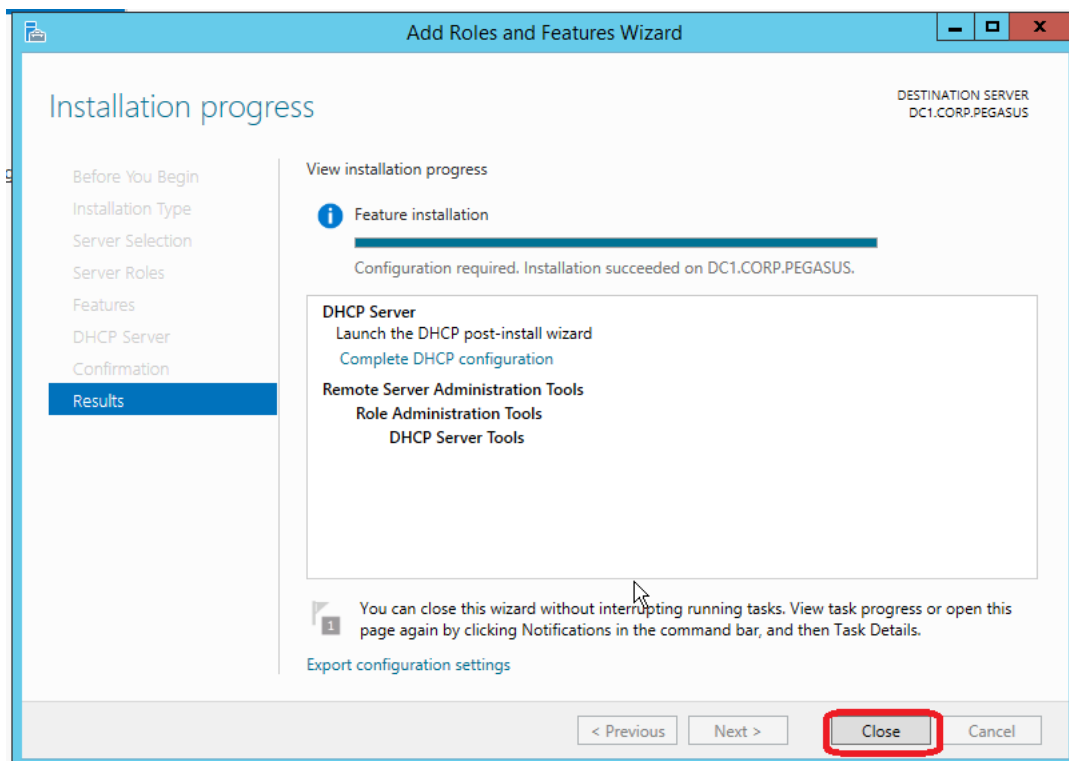 Add Roles and Features Wizard
Installation progress
DESTINATION SERVER
DC1.CORP.PEGASUS
Before You Begin
Installation Type
Server Selection
Server Roles
Features
DHCP Server
Confirmation
Results
View installation progress
Feature installation
Configuration required. Installation succeeded on DC1.CORP.PEGASUS.
DHCP Server
Launch the DHCP post-install wizard
Complete DHCP configuration
Remote Server Administration Tools
Role Administration Tools
DHCP Server Tools
1
You can close this wizard without interrupting running tasks. View task progress or open this
page again by clicking Notifications in the command bar, and then Task Details.
Export configuration settings
< Previous
Next >
Close
Cancel